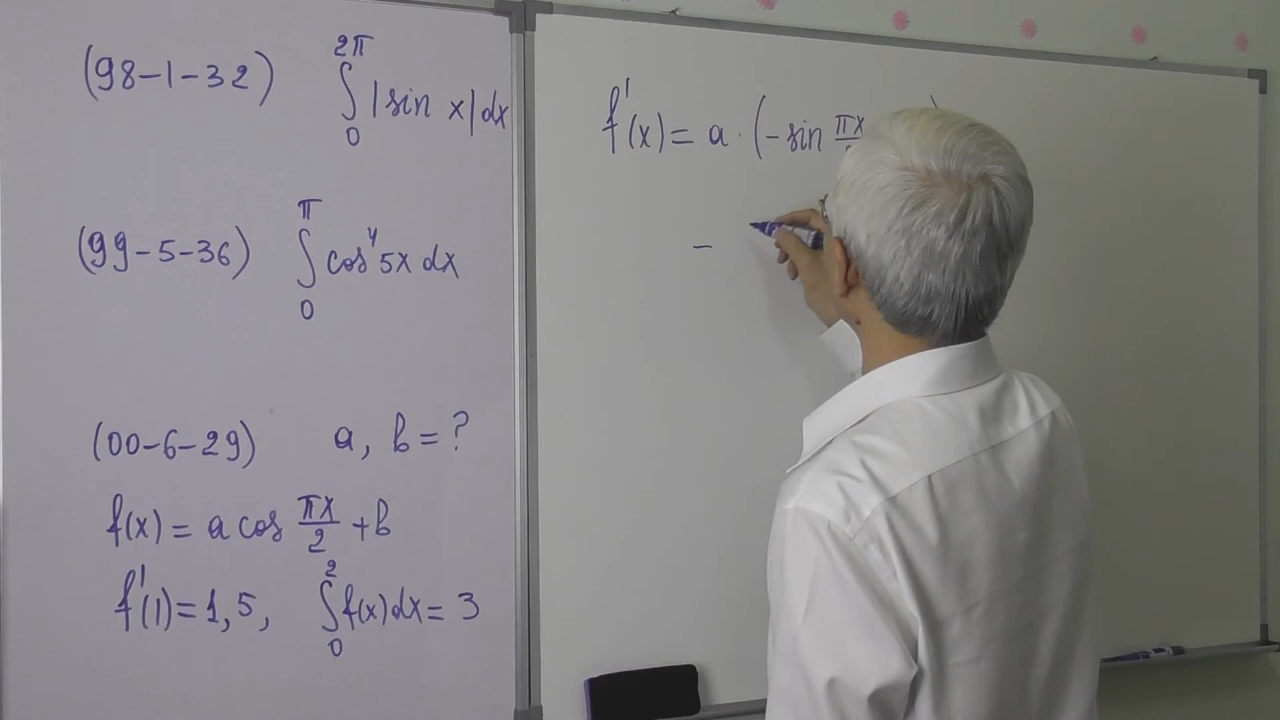 (98-1-32) ∫₀^2π |sin x|dx
(99-5-36) ∫₀^π cos⁴5x dx
(00-6-29) a, b = ?
f(x) = a cos πx/2 + b
f'(1) = 1,5, ∫₀² f(x)dx = 3
f'(x) = a · (-sin πx
-